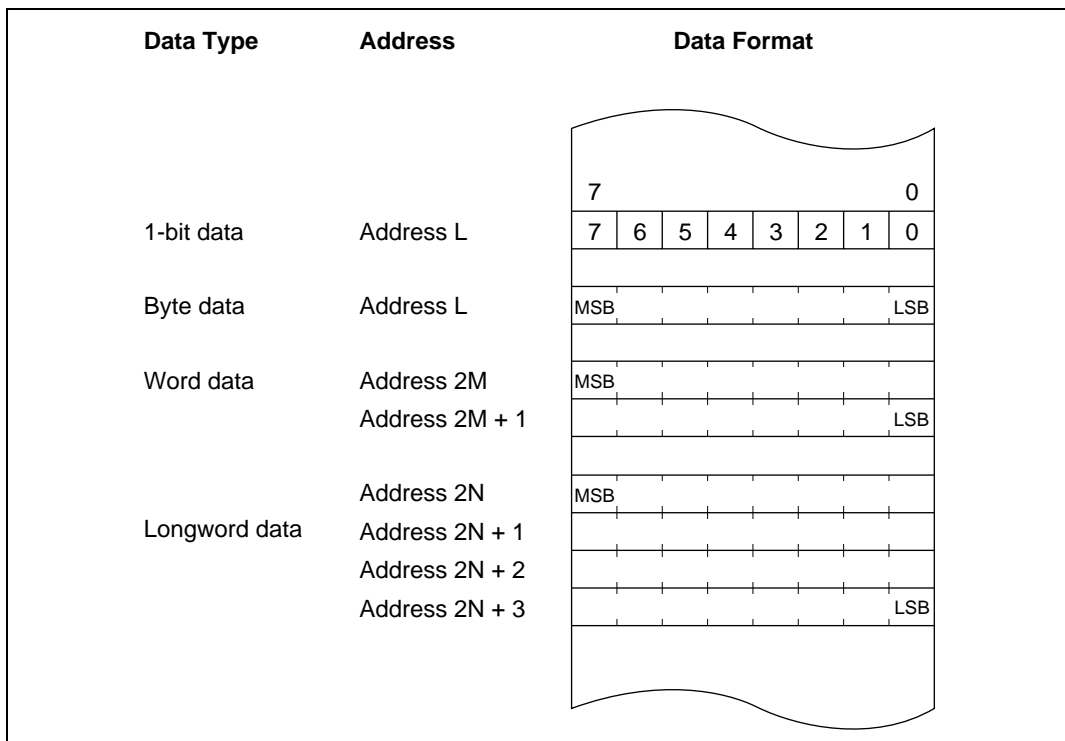 Data Type Address Data Format
7 0
1-bit data Address L 7 6 5 4 3 2 1 0
Byte data Address L MSB LSB
Word data Address 2M MSB
Address 2M + 1 LSB
Address 2N MSB
Longword data Address 2N + 1
Address 2N + 2
Address 2N + 3 LSB